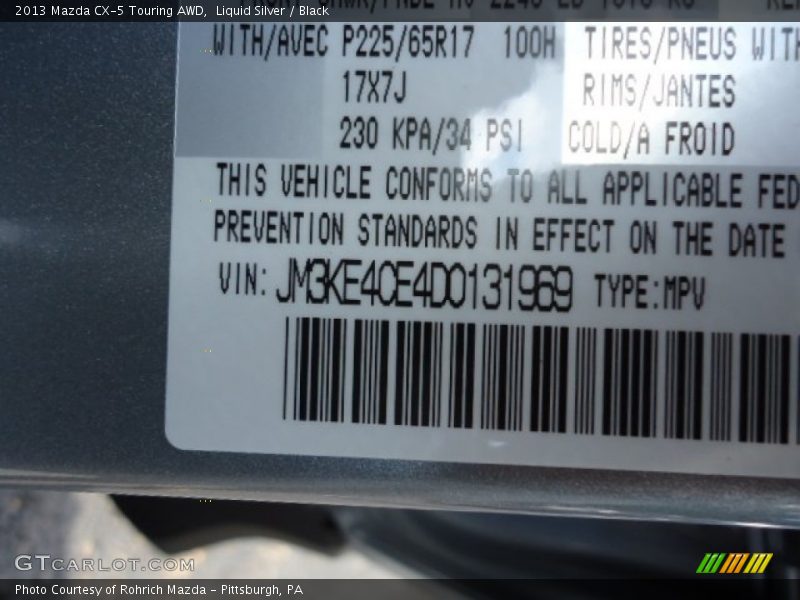 2013 Mazda CX-5 Touring AWD,  Liquid Silver / Black
WITH/AVEC P225/65R17 100H TIRES/PNEUS WITH
17X7J RIMS/JANTES
230 KPA/34 PSI COLD/A FROID
THIS VEHICLE CONFORMS TO ALL APPLICABLE FED
PREVENTION STANDARDS IN EFFECT ON THE DATE
VIN: JM3KE4CE4D0131969 TYPE:MPV
GTCARLOT.COM
Photo Courtesy of Rohrich Mazda - Pittsburgh, PA